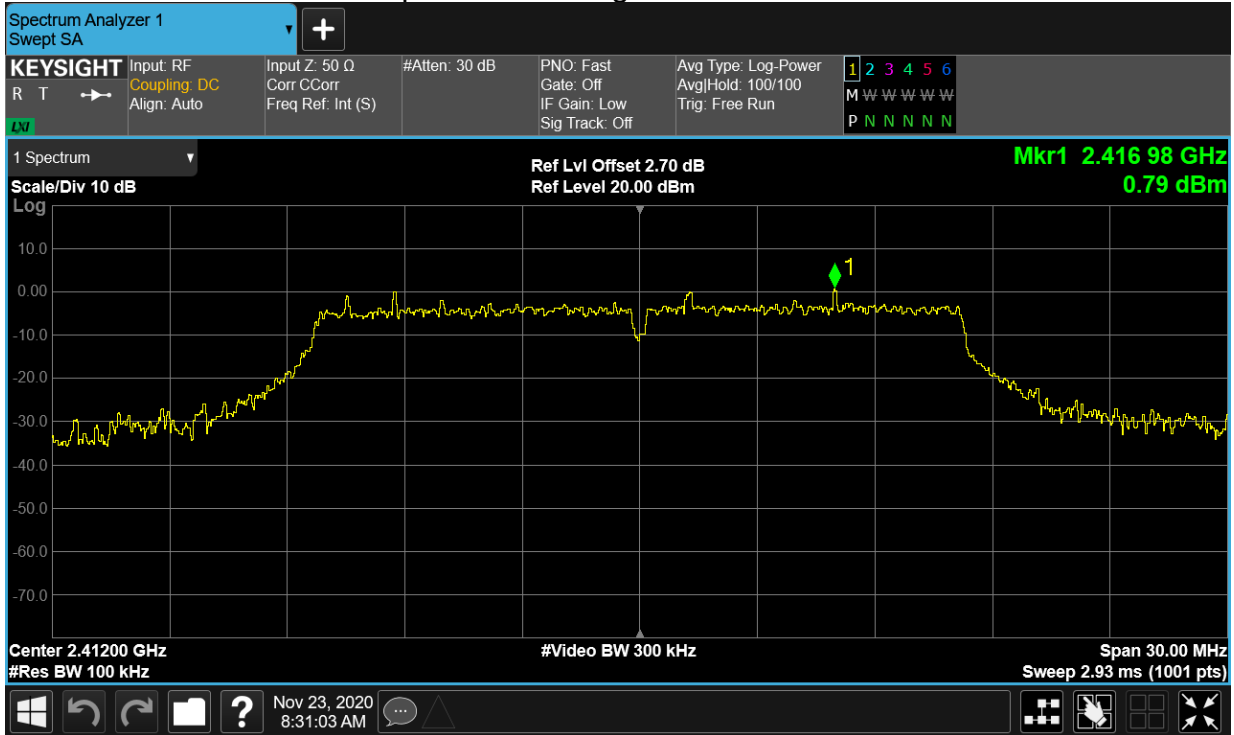 Spectrum Analyzer 1
Swept SA
+
KEYSIGHT
R T
LXI
Input: RF
Coupling: DC
Align: Auto
Input Z: 50 Ω
Corr CCorr
Freq Ref: Int (S)
#Atten: 30 dB
PNO: Fast
Gate: Off
IF Gain: Low
Sig Track: Off
Avg Type: Log-Power
Avg|Hold: 100/100
Trig: Free Run
1 2 3 4 5 6
M W W W W W
P N N N N N
1 Spectrum
Scale/Div 10 dB
Ref Lvl Offset 2.70 dB
Ref Level 20.00 dBm
Mkr1 2.416 98 GHz
0.79 dBm
Log
10.0
0.00
-10.0
-20.0
-30.0
-40.0
-50.0
-60.0
-70.0
1
Center 2.41200 GHz
#Res BW 100 kHz
#Video BW 300 kHz
Span 30.00 MHz
Sweep 2.93 ms (1001 pts)
?
Nov 23, 2020
8:31:03 AM